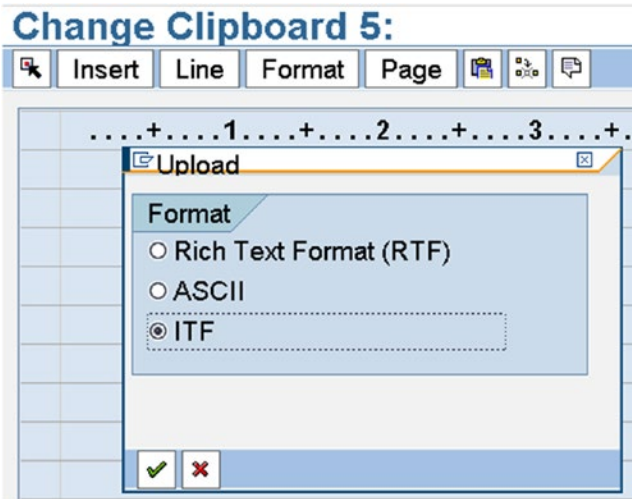 Change Clipboard 5:
Insert Line Format Page
....+....1....+....2....+....3....+.
Upload
Format
Rich Text Format (RTF)
ASCII
ITF